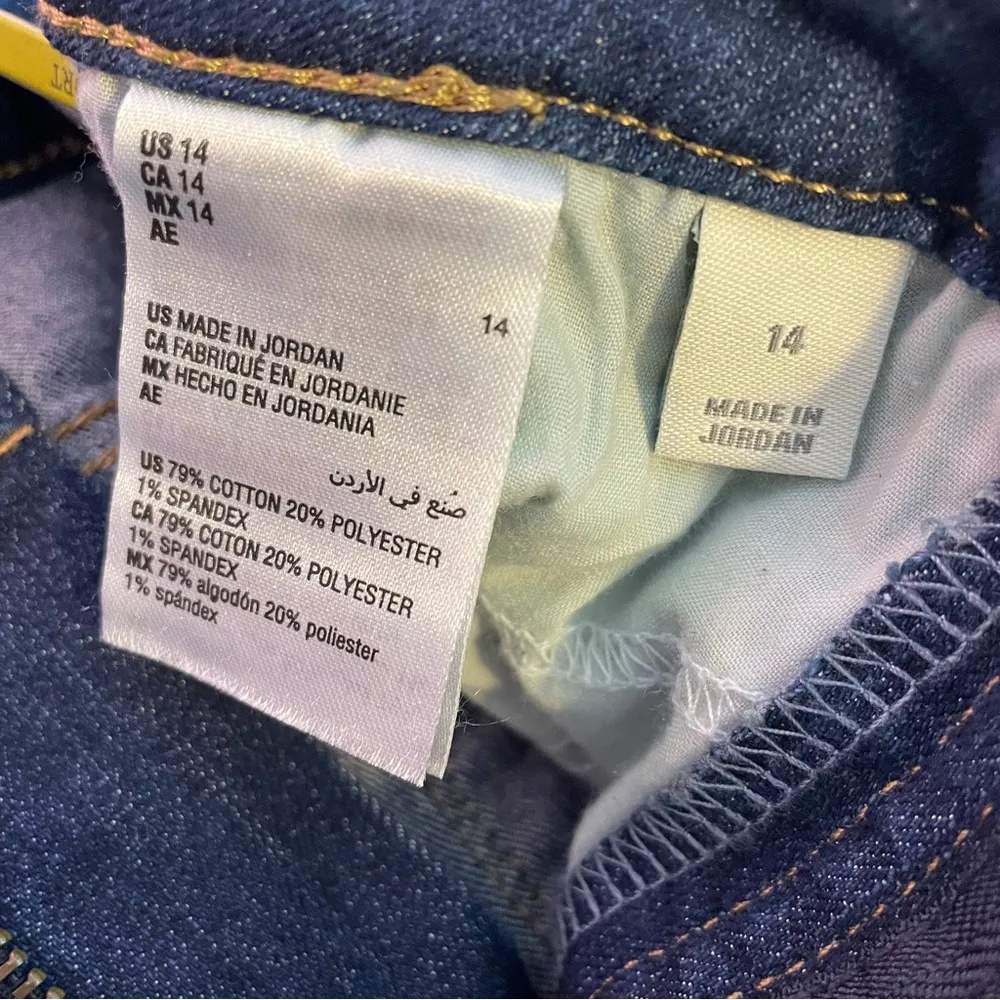 US 14
CA 14
MX 14
AE
14
US MADE IN JORDAN
CA FABRIQUÉ EN JORDANIE
MX HECHO EN JORDANIA
AE
صُنع في الأردن
US 79% COTTON 20% POLYESTER
1% SPANDEX
CA 79% COTON 20% POLYESTER
1% SPANDEX
MX 79% algodón 20% poliester
1% spándex
14
MADE IN
JORDAN